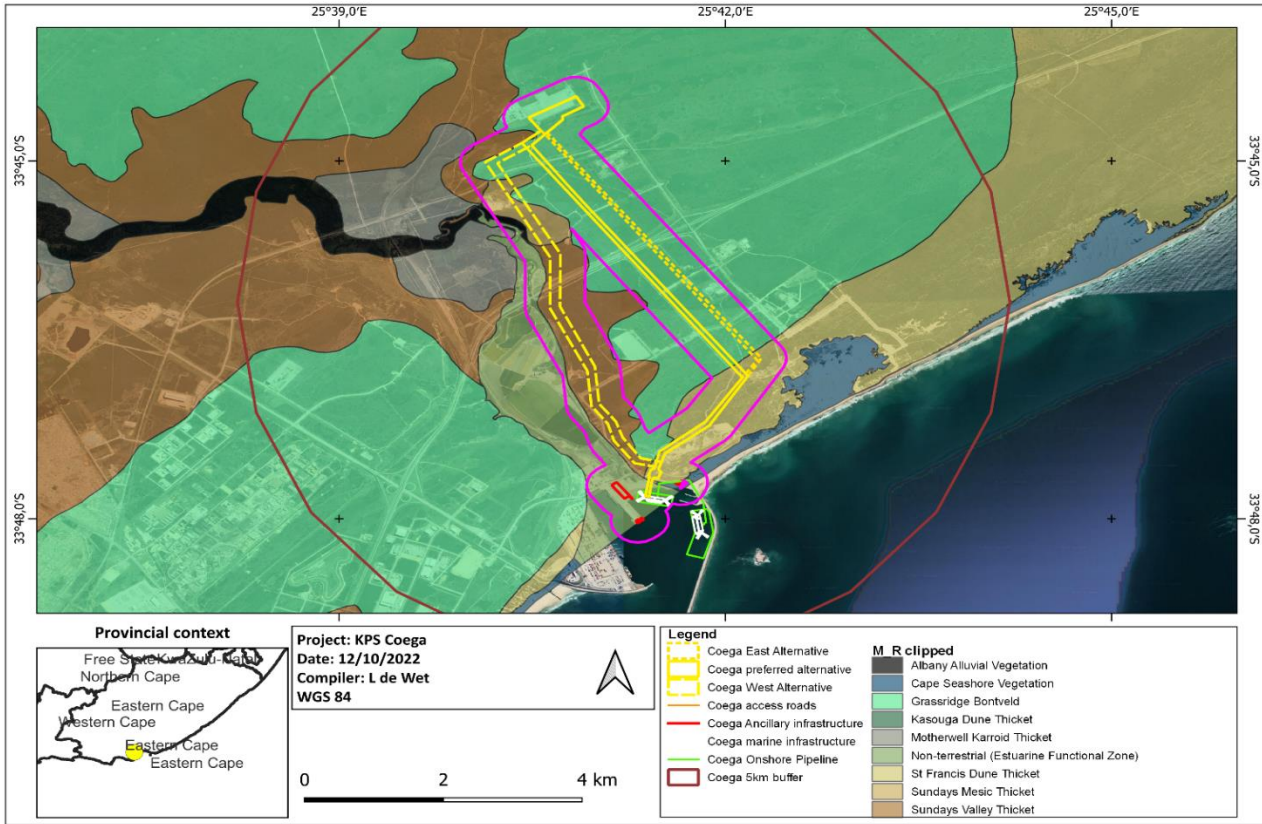 25°39,0'E 25°42,0'E 25°45,0'E
33°45,0'S 33°45,0'S
33°48,0'S 33°48,0'S
Provincial context
Free State KwaZulu-Natal
Northern Cape
Eastern Cape
Western Cape
Eastern Cape
Eastern Cape
Project: KPS Coega
Date: 12/10/2022
Compiler: L de Wet
WGS 84
0 2 4 km
Legend
Coega East Alternative
Coega preferred alternative
Coega West Alternative
Coega access roads
Coega Ancillary infrastructure
Coega marine infrastructure
Coega Onshore Pipeline
Coega 5km buffer
M_R clipped
Albany Alluvial Vegetation
Cape Seashore Vegetation
Grassridge Bontveld
Kasouga Dune Thicket
Motherwell Karroid Thicket
Non-terrestrial (Estuarine Functional Zone)
St Francis Dune Thicket
Sundays Mesic Thicket
Sundays Valley Thicket